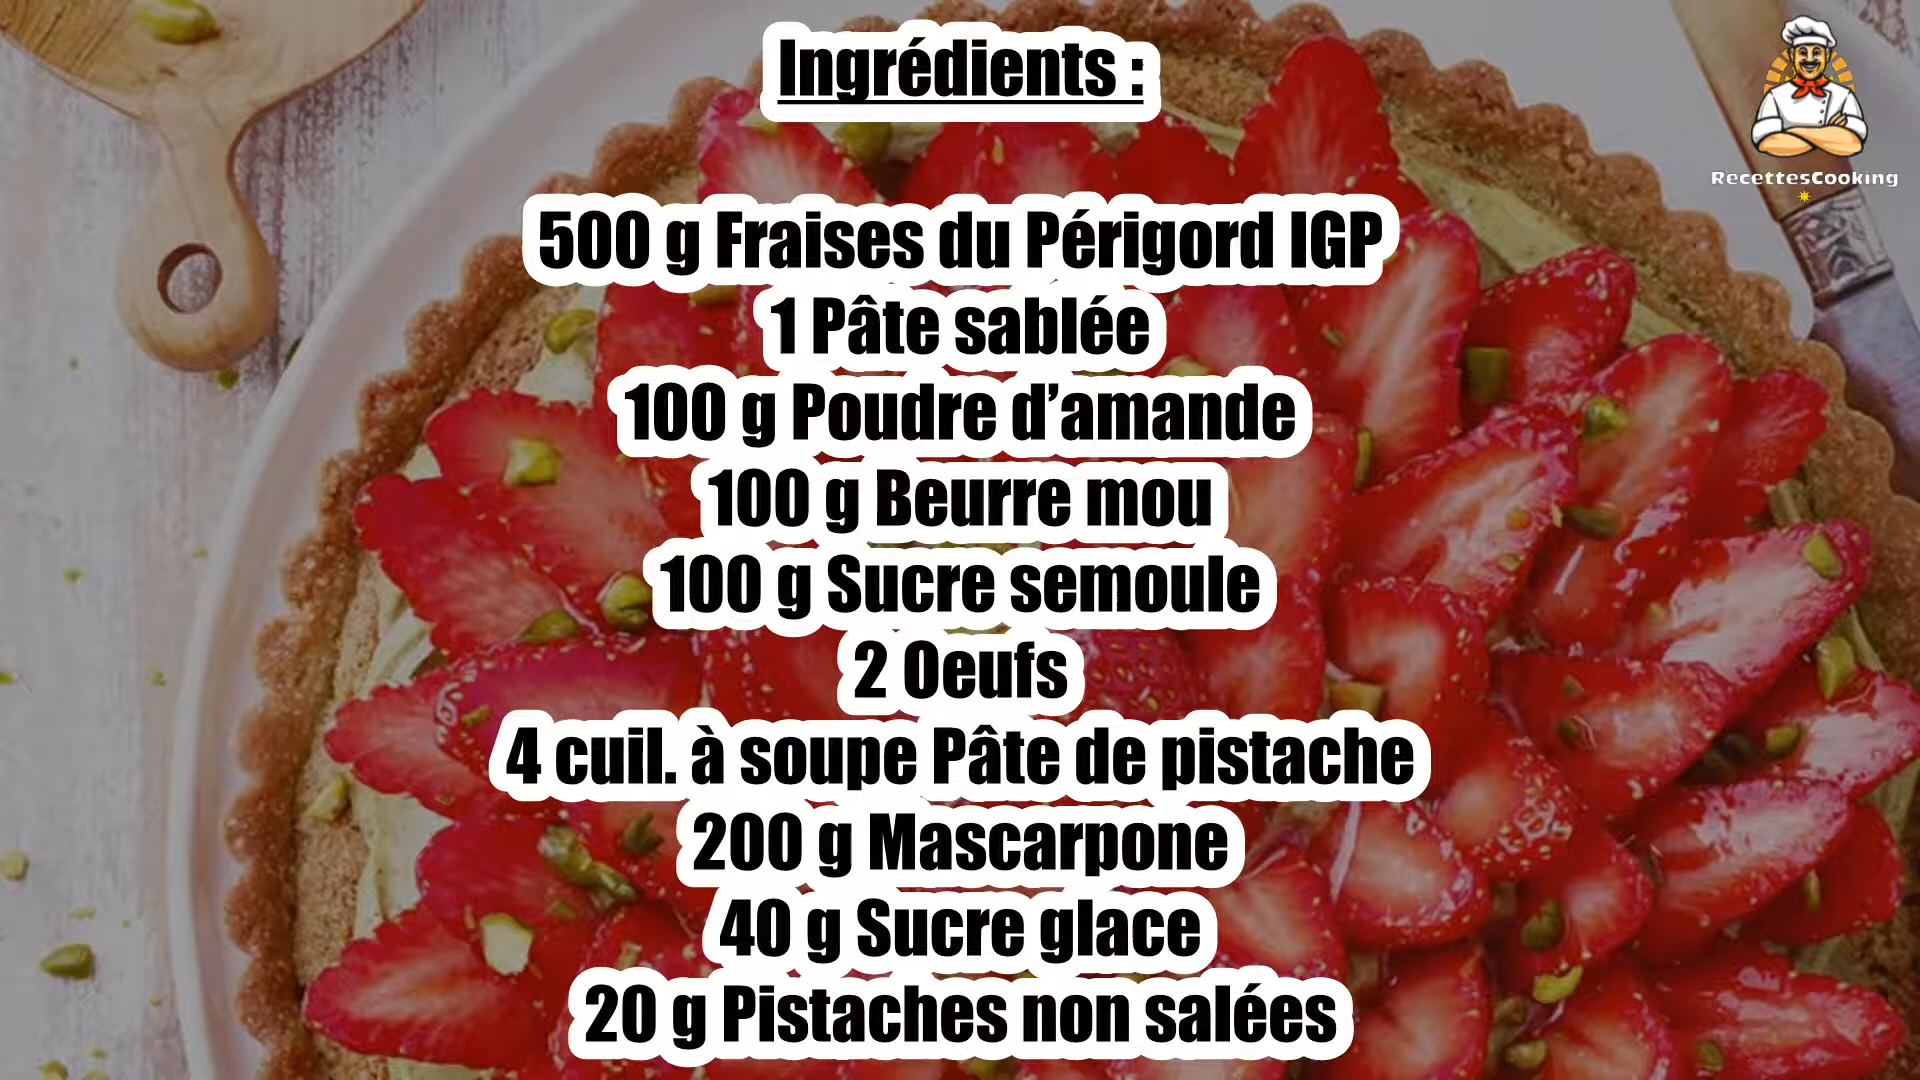 Ingrédients :
RecettesCooking
500 g Fraises du Périgord IGP
1 Pâte sablée
100 g Poudre d’amande
100 g Beurre mou
100 g Sucre semoule
2 Oeufs
4 cuil. à soupe Pâte de pistache
200 g Mascarpone
40 g Sucre glace
20 g Pistaches non salées